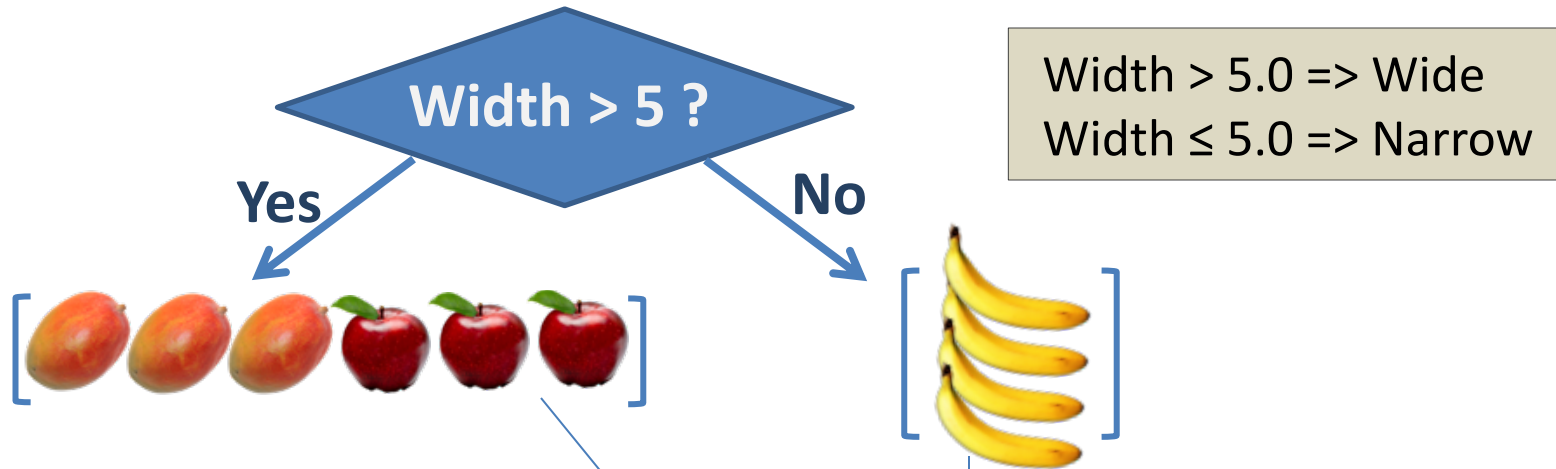 Width > 5 ?
Width > 5.0 => Wide
Width ≤ 5.0 => Narrow
Yes
No